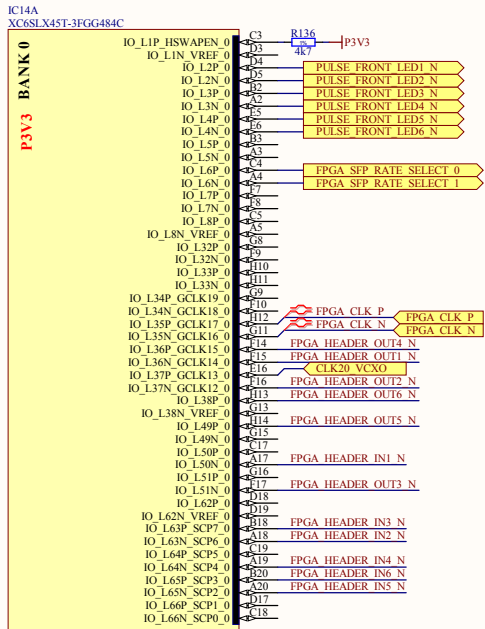 IC14A
XC6SLX45T-3FGG484C
BANK 0
P3V3
IO_L1P_HSWAPEN_0 C3 R136 1% 4k7 P3V3
IO_L1N_VREF_0 D3
IO_L2P_0 D4 PULSE_FRONT_LED1_N
IO_L2N_0 D5 PULSE_FRONT_LED2_N
IO_L3P_0 B2 PULSE_FRONT_LED3_N
IO_L3N_0 A2 PULSE_FRONT_LED4_N
IO_L4P_0 E5 PULSE_FRONT_LED5_N
IO_L4N_0 E6 PULSE_FRONT_LED6_N
IO_L5P_0 B3
IO_L5N_0 A3
IO_L6P_0 C4 FPGA_SFP_RATE_SELECT_0
IO_L6N_0 A4 FPGA_SFP_RATE_SELECT_1
IO_L7P_0 F7
IO_L7N_0 F8
IO_L8P_0 C5
IO_L8N_VREF_0 A5
IO_L32P_0 G8
IO_L32N_0 F9
IO_L33P_0 H10
IO_L33N_0 H11
IO_L34P_GCLK19_0 G9
IO_L34N_GCLK18_0 F10
IO_L35P_GCLK17_0 H12 FPGA_CLK_P FPGA_CLK_P
IO_L35N_GCLK16_0 G11 FPGA_CLK_N FPGA_CLK_N
IO_L36P_GCLK15_0 F14 FPGA_HEADER_OUT4_N
IO_L36N_GCLK14_0 F15 FPGA_HEADER_OUT1_N
IO_L37P_GCLK13_0 E16 CLK20_VCXO
IO_L37N_GCLK12_0 F16 FPGA_HEADER_OUT2_N
IO_L38P_0 H13 FPGA_HEADER_OUT6_N
IO_L38N_VREF_0 G13
IO_L49P_0 H14 FPGA_HEADER_OUT5_N
IO_L49N_0 G15
IO_L50P_0 C17
IO_L50N_0 A17 FPGA_HEADER_IN1_N
IO_L51P_0 G16
IO_L51N_0 F17 FPGA_HEADER_OUT3_N
IO_L62P_0 D18
IO_L62N_VREF_0 D19
IO_L63P_SCP7_0 B18 FPGA_HEADER_IN3_N
IO_L63N_SCP6_0 A18 FPGA_HEADER_IN2_N
IO_L64P_SCP5_0 C19
IO_L64N_SCP4_0 A19 FPGA_HEADER_IN4_N
IO_L65P_SCP3_0 B20 FPGA_HEADER_IN6_N
IO_L65N_SCP2_0 A20 FPGA_HEADER_IN5_N
IO_L66P_SCP1_0 D17
IO_L66N_SCP0_0 C18